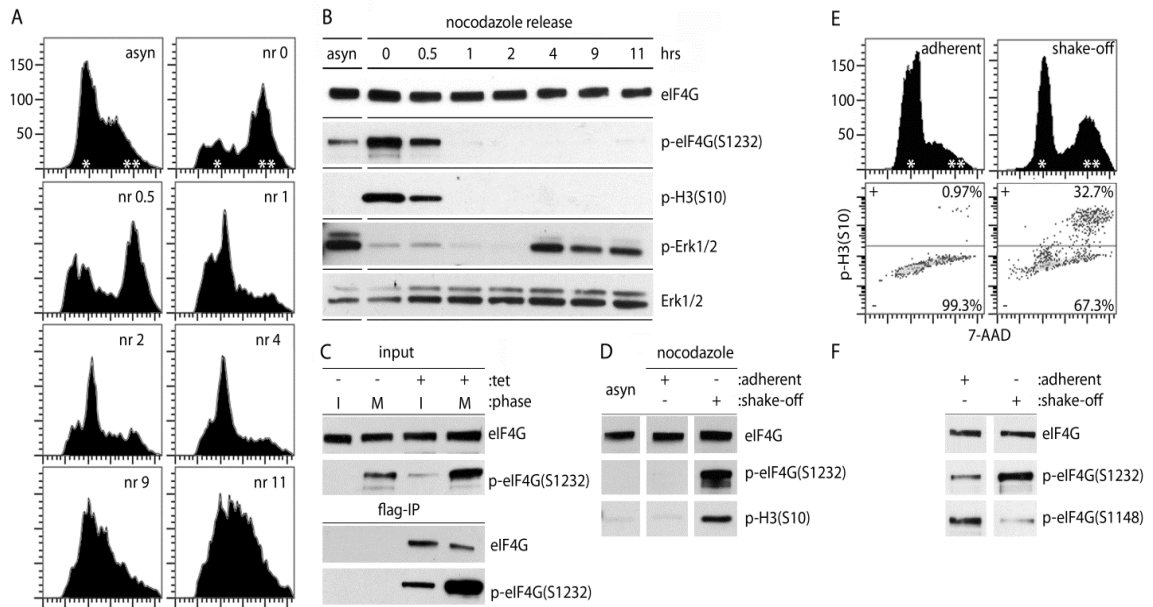 A
asyn
nr 0
150
100
50
* **
* **
nr 0.5
nr 1
nr 2
nr 4
nr 9
nr 11
B
nocodazole release
asyn 0 0.5 1 2 4 9 11 hrs
eIF4G
p-eIF4G(S1232)
p-H3(S10)
p-Erk1/2
Erk1/2
C
input
- - + + :tet
I M I M :phase
eIF4G
p-eIF4G(S1232)
flag-IP
eIF4G
p-eIF4G(S1232)
D
nocodazole
asyn
+ - :adherent
- + :shake-off
eIF4G
p-eIF4G(S1232)
p-H3(S10)
E
adherent
shake-off
150
100
50
* **
* **
+ 0.97%
+ 32.7%
p-H3(S10)
- 99.3%
- 67.3%
7-AAD
F
+ - :adherent
- + :shake-off
eIF4G
p-eIF4G(S1232)
p-eIF4G(S1148)